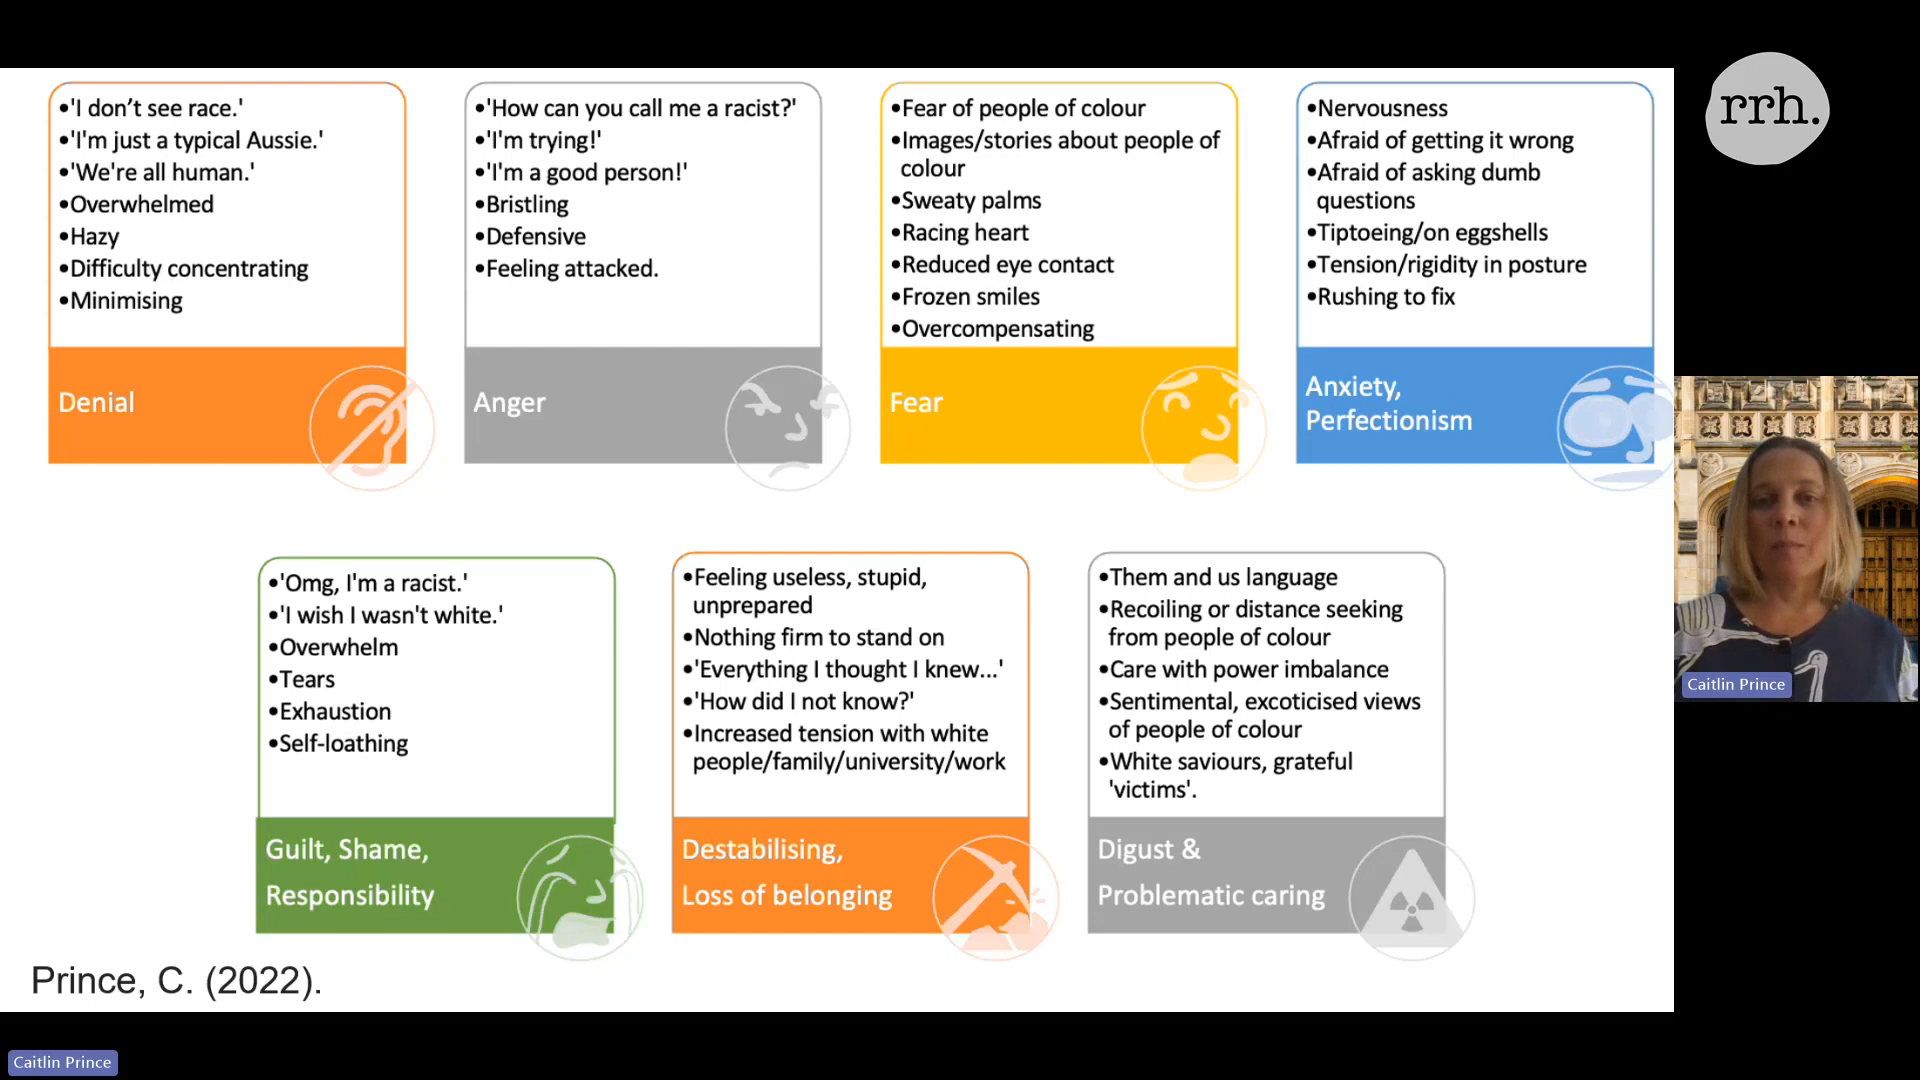 •'I don’t see race.'
•'I'm just a typical Aussie.'
•'We're all human.'
•Overwhelmed
•Hazy
•Difficulty concentrating
•Minimising
Denial
•'How can you call me a racist?'
•'I'm trying!'
•'I'm a good person!'
•Bristling
•Defensive
•Feeling attacked.
Anger
•Fear of people of colour
•Images/stories about people of
colour
•Sweaty palms
•Racing heart
•Reduced eye contact
•Frozen smiles
•Overcompensating
Fear
•Nervousness
•Afraid of getting it wrong
•Afraid of asking dumb
questions
•Tiptoeing/on eggshells
•Tension/rigidity in posture
•Rushing to fix
Anxiety,
Perfectionism
•'Omg, I'm a racist.'
•'I wish I wasn't white.'
•Overwhelm
•Tears
•Exhaustion
•Self-loathing
Guilt, Shame,
Responsibility
•Feeling useless, stupid,
unprepared
•Nothing firm to stand on
•'Everything I thought I knew...'
•'How did I not know?'
•Increased tension with white
people/family/university/work
Destabilising,
Loss of belonging
•Them and us language
•Recoiling or distance seeking
from people of colour
•Care with power imbalance
•Sentimental, excoticised views
of people of colour
•White saviours, grateful
'victims'.
Digust &
Problematic caring
Prince, C. (2022).
rrh.
Caitlin Prince
Caitlin Prince